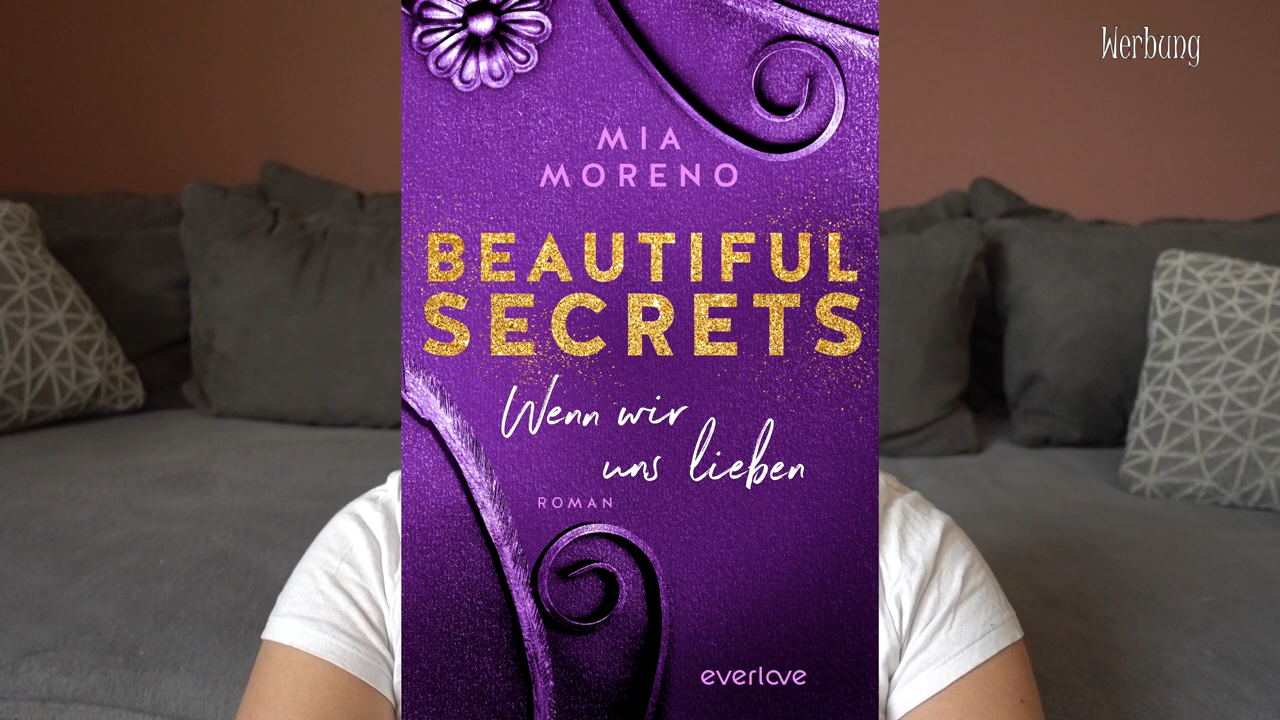 Werbung
MIA
MORENO
BEAUTIFUL
SECRETS
Wenn wir
uns lieben
ROMAN
everlove